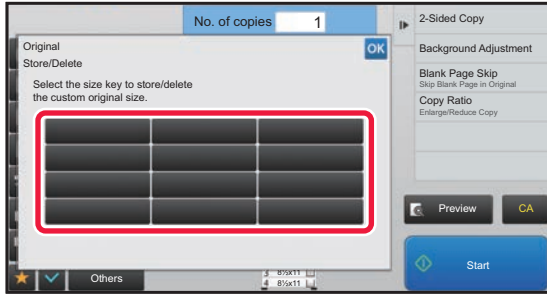 No. of copies 1
Original
OK
Store/Delete
Select the size key to store/delete
the custom original size.
2-Sided Copy
Background Adjustment
Blank Page Skip
Skip Blank Page in Original
Copy Ratio
Enlarge/Reduce Copy
Preview
CA
Start
Others
3 8½x11
4 8½x11